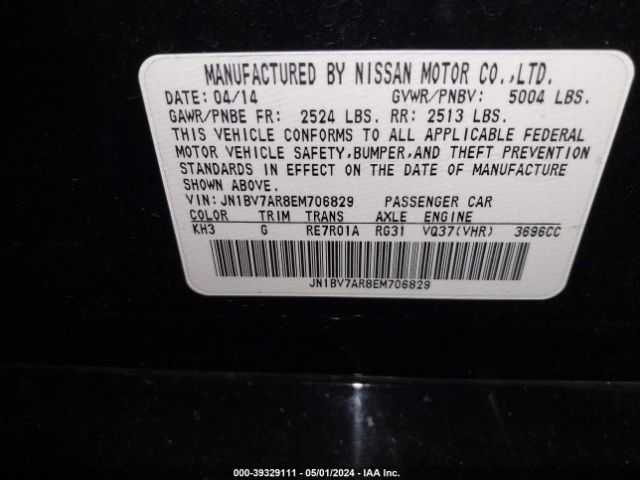 MANUFACTURED BY NISSAN MOTOR CO.,LTD.
DATE: 04/14 GVWR/PNBV: 5004 LBS.
GAWR/PNBE FR: 2524 LBS. RR: 2513 LBS.
THIS VEHICLE CONFORMS TO ALL APPLICABLE FEDERAL
MOTOR VEHICLE SAFETY,BUMPER,AND THEFT PREVENTION
STANDARDS IN EFFECT ON THE DATE OF MANUFACTURE
SHOWN ABOVE.
VIN: JN1BV7AR8EM706829 PASSENGER CAR
COLOR TRIM TRANS AXLE ENGINE
KH3 G RE7R01A RG31 VQ37(VHR) 3696CC
JN1BV7AR8EM706829
000-39329111 - 05/01/2024 - IAA Inc.